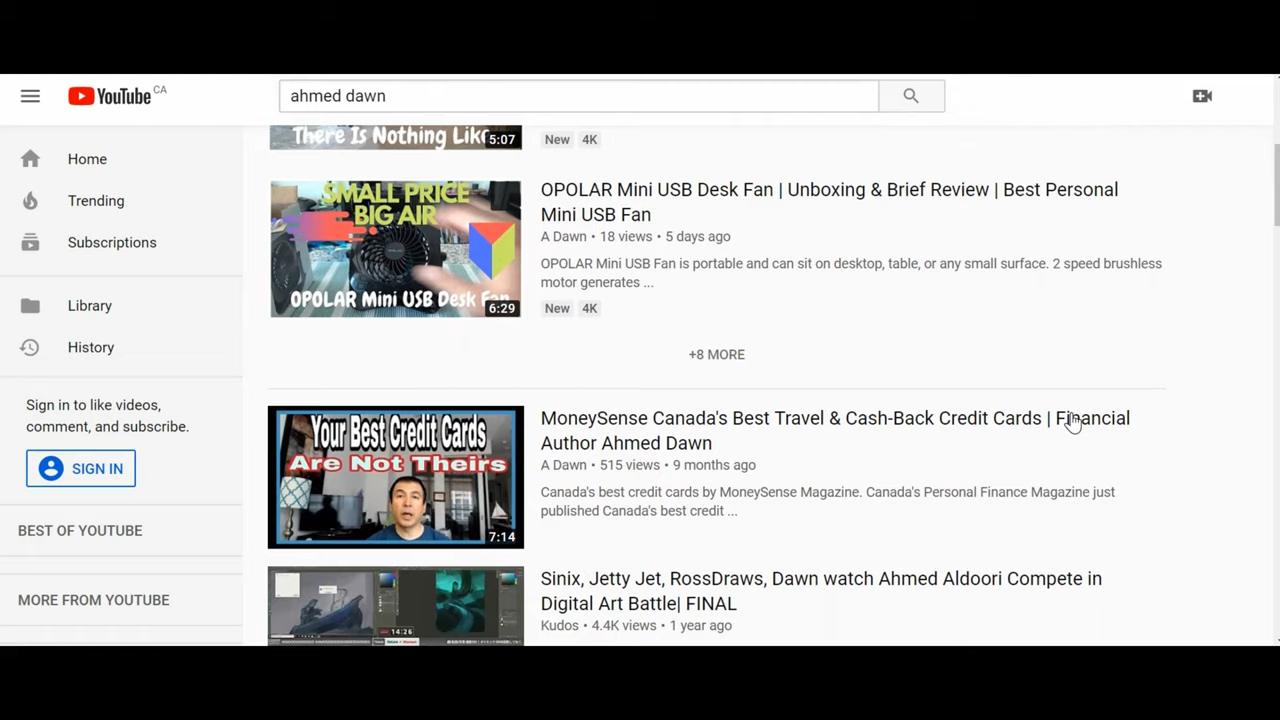 YouTube CA
ahmed dawn
Home
Trending
Subscriptions
Library
History
Sign in to like videos,
comment, and subscribe.
SIGN IN
BEST OF YOUTUBE
MORE FROM YOUTUBE
There Is Nothing Like
5:07
New 4K
SMALL PRICE
BIG AIR
OPOLAR
OPOLAR Mini USB Desk Fan
6:29
OPOLAR Mini USB Desk Fan | Unboxing & Brief Review | Best Personal
Mini USB Fan
A Dawn • 18 views • 5 days ago
OPOLAR Mini USB Fan is portable and can sit on desktop, table, or any small surface. 2 speed brushless
motor generates ...
New 4K
+8 MORE
Your Best Credit Cards
Are Not Theirs
7:14
MoneySense Canada's Best Travel & Cash-Back Credit Cards | Financial
Author Ahmed Dawn
A Dawn • 515 views • 9 months ago
Canada's best credit cards by MoneySense Magazine. Canada's Personal Finance Magazine just
published Canada's best credit ...
14:26
Sinix, Jetty Jet, RossDraws, Dawn watch Ahmed Aldoori Compete in
Digital Art Battle| FINAL
Kudos • 4.4K views • 1 year ago